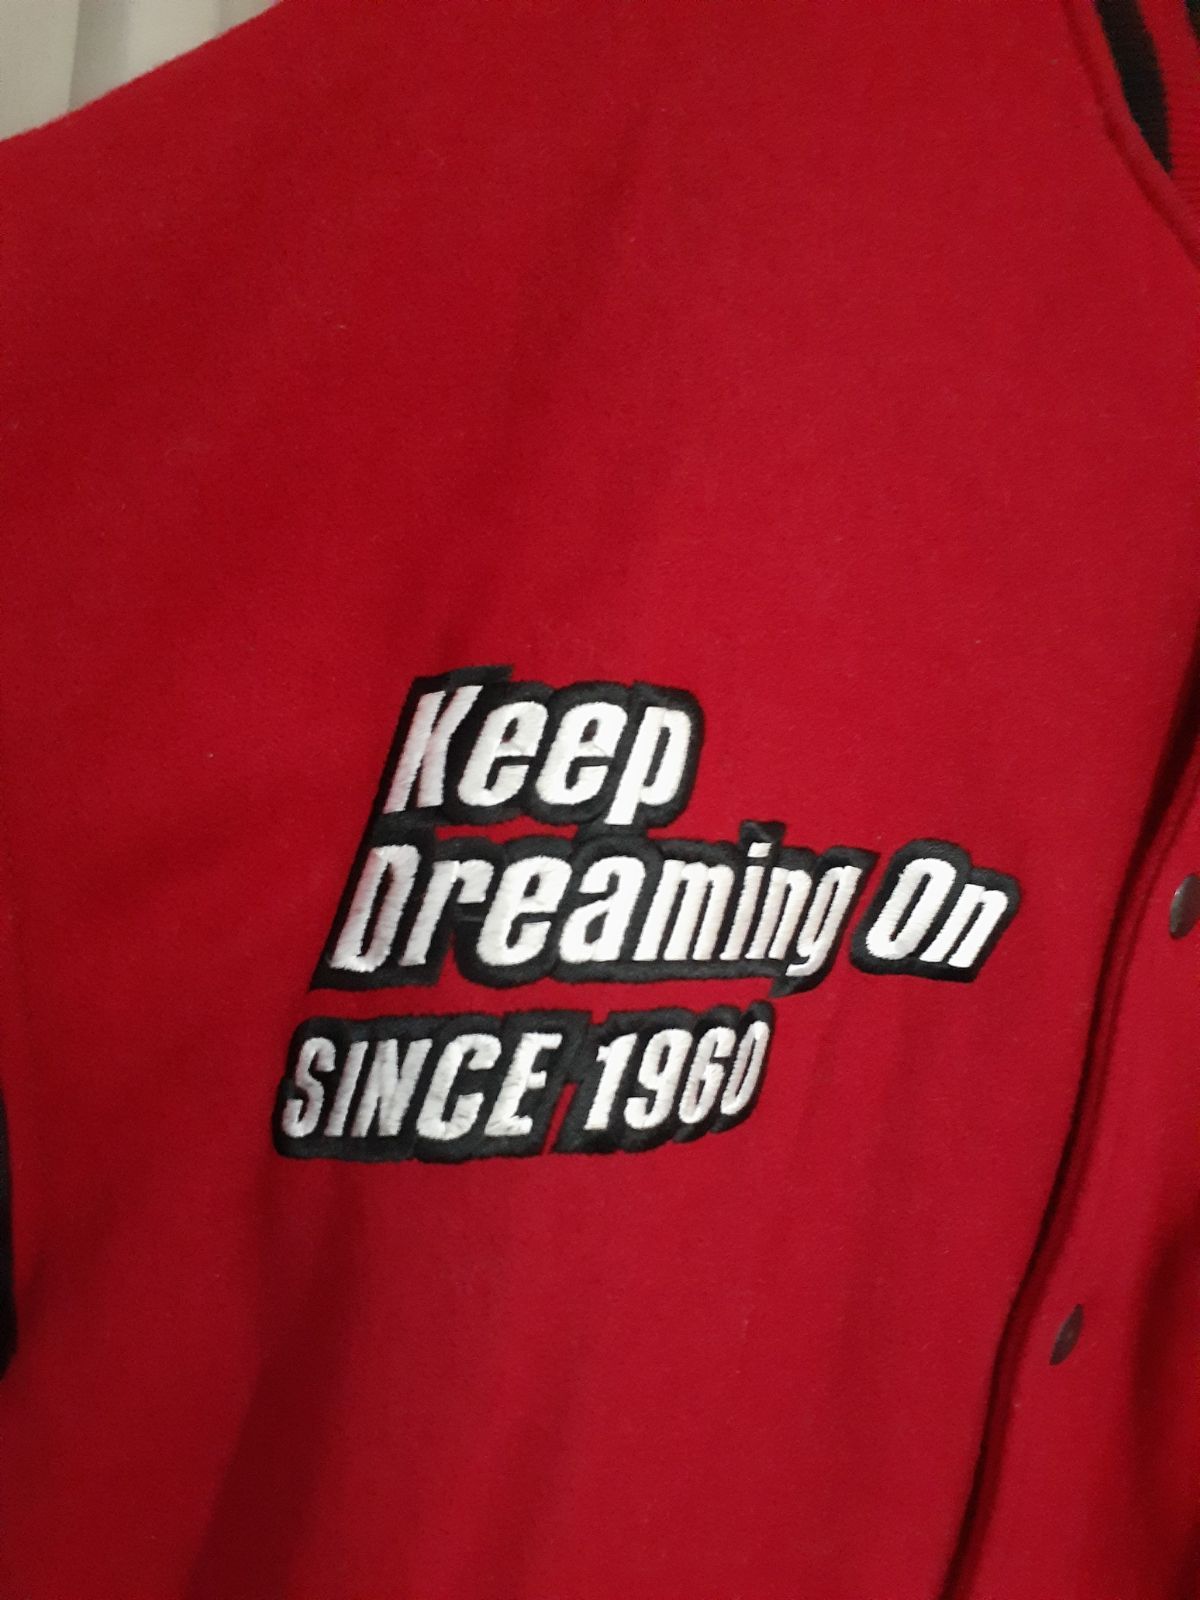 Keep
Dreaming On
SINCE 1960